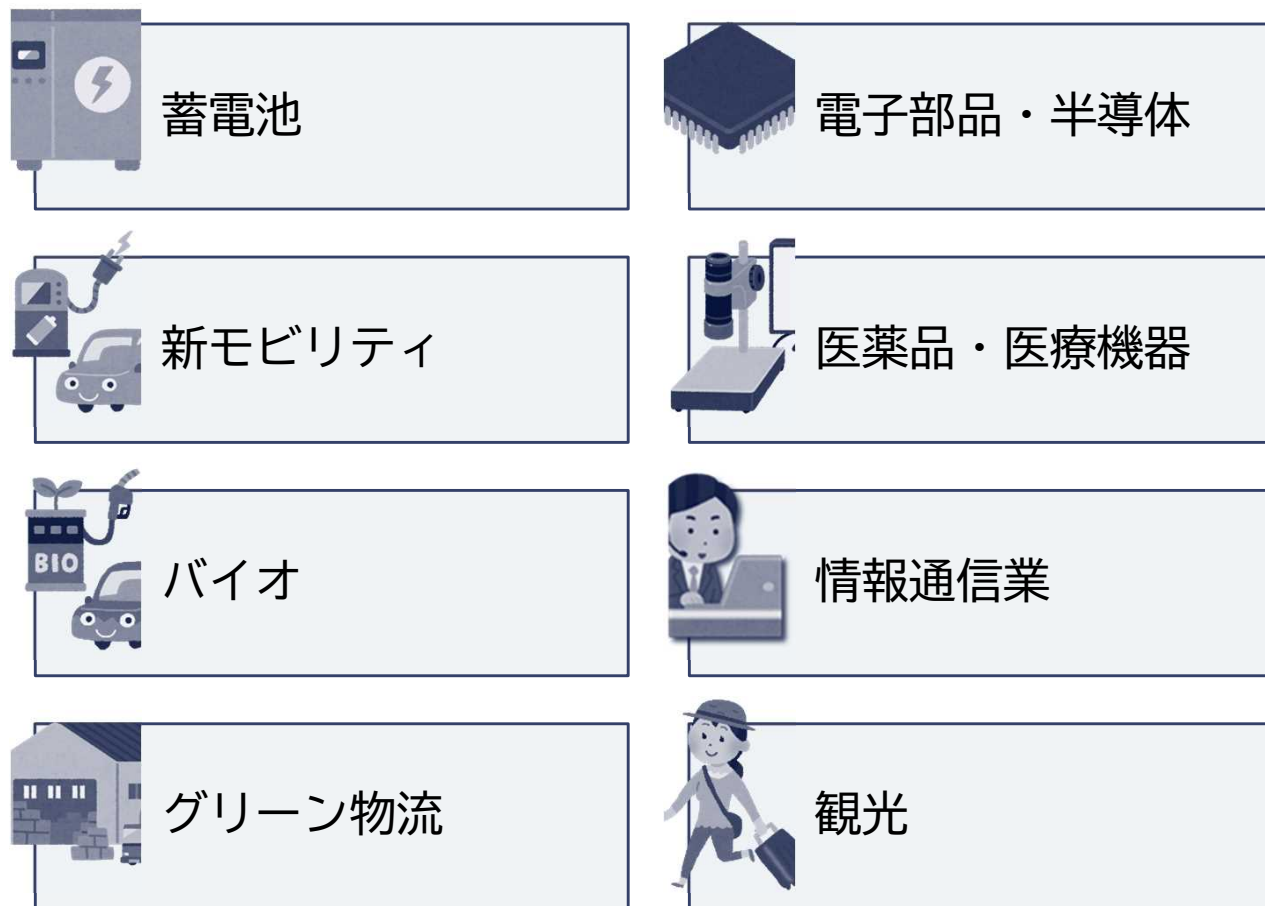 蓄電池
電子部品・半導体
新モビリティ
医薬品・医療機器
BIO
バイオ
情報通信業
グリーン物流
観光